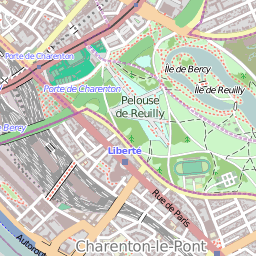 Charenton
Porte de Charenton
Île de Bercy
Île de Reuilly
Porte de Charenton
Pelouse
de Reuilly
Bercy
Liberté
Rue de Paris
Charenton-le-Pont